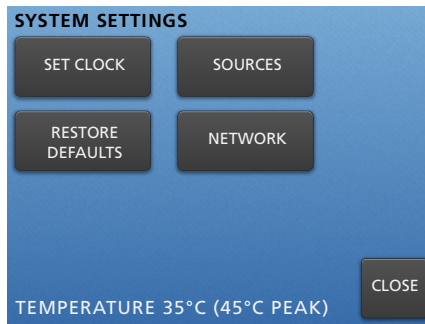 SYSTEM SETTINGS
SET CLOCK
SOURCES
RESTORE
DEFAULTS
NETWORK
CLOSE
TEMPERATURE 35°C (45°C PEAK)